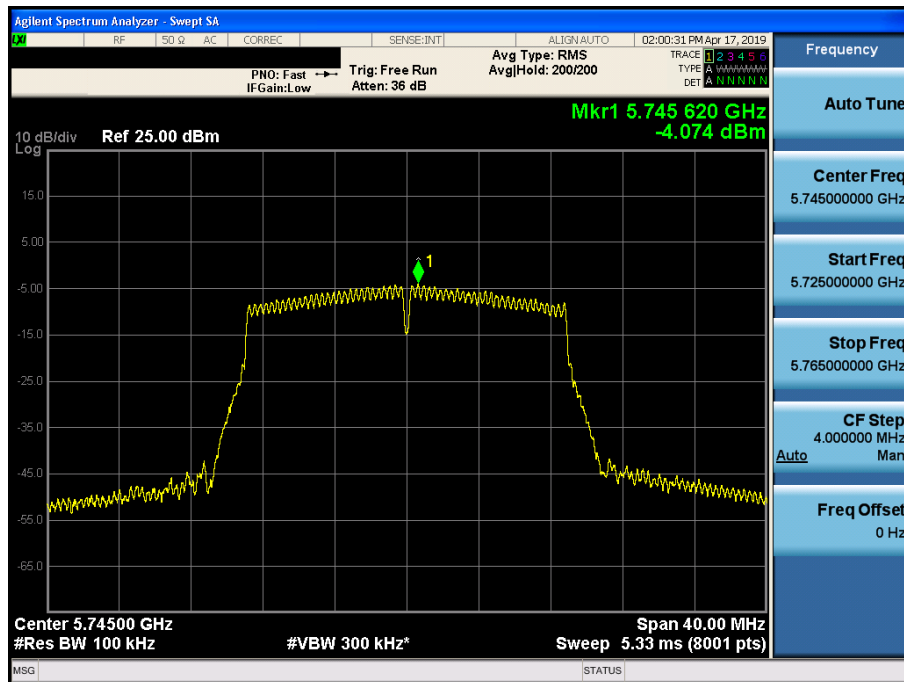 Agilent Spectrum Analyzer - Swept SA
LXI RF 50 Ω AC CORREC SENSE:INT ALIGN AUTO 02:00:31 PM Apr 17, 2019
Frequency
PNO: Fast
IFGain:Low
Trig: Free Run
Atten: 36 dB
Avg Type: RMS
Avg|Hold: 200/200
TRACE 1 2 3 4 5 6
TYPE A WWWWW
DET A N N N N N
Auto Tune
Mkr1 5.745 620 GHz
-4.074 dBm
10 dB/div Ref 25.00 dBm
Log
15.0
5.00
-5.00
-15.0
-25.0
-35.0
-45.0
-55.0
-65.0
1
Center Freq
5.745000000 GHz
Start Freq
5.725000000 GHz
Stop Freq
5.765000000 GHz
CF Step
4.000000 MHz
Auto Man
Freq Offset
0 Hz
Center 5.74500 GHz Span 40.00 MHz
#Res BW 100 kHz #VBW 300 kHz* Sweep 5.33 ms (8001 pts)
MSG STATUS